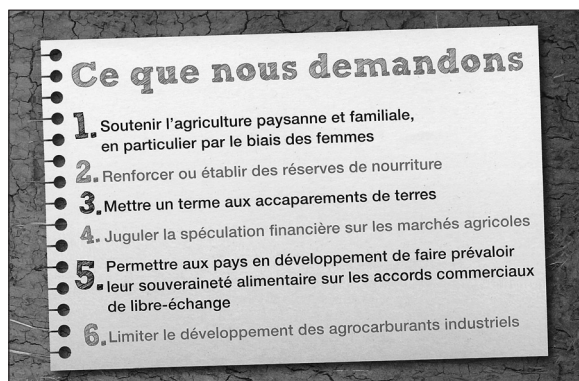 Ce que nous demandons
1. Soutenir l'agriculture paysanne et familiale,
en particulier par le biais des femmes
2. Renforcer ou établir des réserves de nourriture
3. Mettre un terme aux accaparements de terres
4. Juguler la spéculation financière sur les marchés agricoles
5. Permettre aux pays en développement de faire prévaloir
leur souveraineté alimentaire sur les accords commerciaux
de libre-échange
6. Limiter le développement des agrocarburants industriels